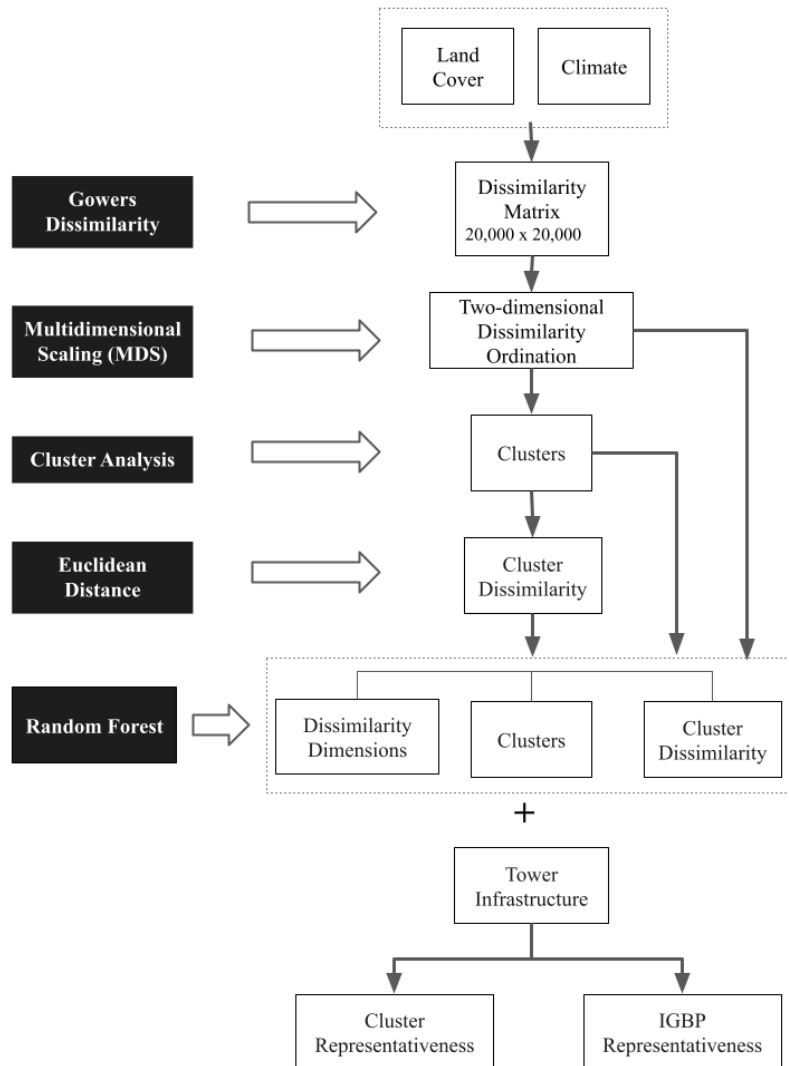 Land
Cover
Climate
Gowers
Dissimilarity
Dissimilarity
Matrix
20,000 x 20,000
Multidimensional
Scaling (MDS)
Two-dimensional
Dissimilarity
Ordination
Cluster Analysis
Clusters
Euclidean
Distance
Cluster
Dissimilarity
Random Forest
Dissimilarity
Dimensions
Clusters
Cluster
Dissimilarity
+
Tower
Infrastructure
Cluster
Representativeness
IGBP
Representativeness